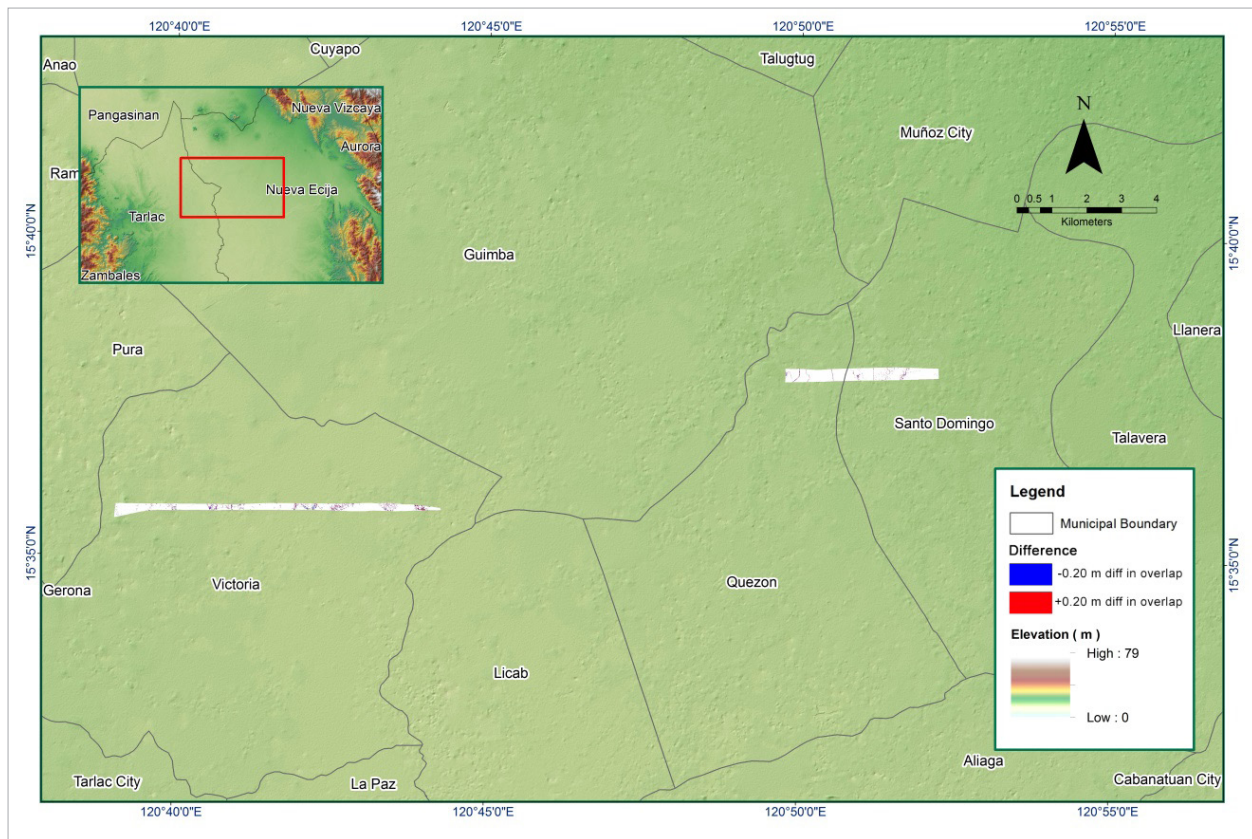 120°40'0"E 120°45'0"E 120°50'0"E 120°55'0"E
Cuyapo
Talugtug
Anao
Pangasinan
Nueva Vizcaya
Aurora
Muñoz City
N
Ram
Nueva Ecija
Tarlac
0 0.5 1 2 3 4
Kilometers
15°40'0"N
15°40'0"N
Guimba
Zambales
Llanera
Pura
Santo Domingo
Talavera
Legend
Municipal Boundary
Difference
-0.20 m diff in overlap
+0.20 m diff in overlap
Elevation ( m )
High : 79
Low : 0
15°35'0"N
15°35'0"N
Gerona
Victoria
Quezon
Licab
Tarlac City
La Paz
Aliaga
Cabanatuan City
120°40'0"E 120°45'0"E 120°50'0"E 120°55'0"E